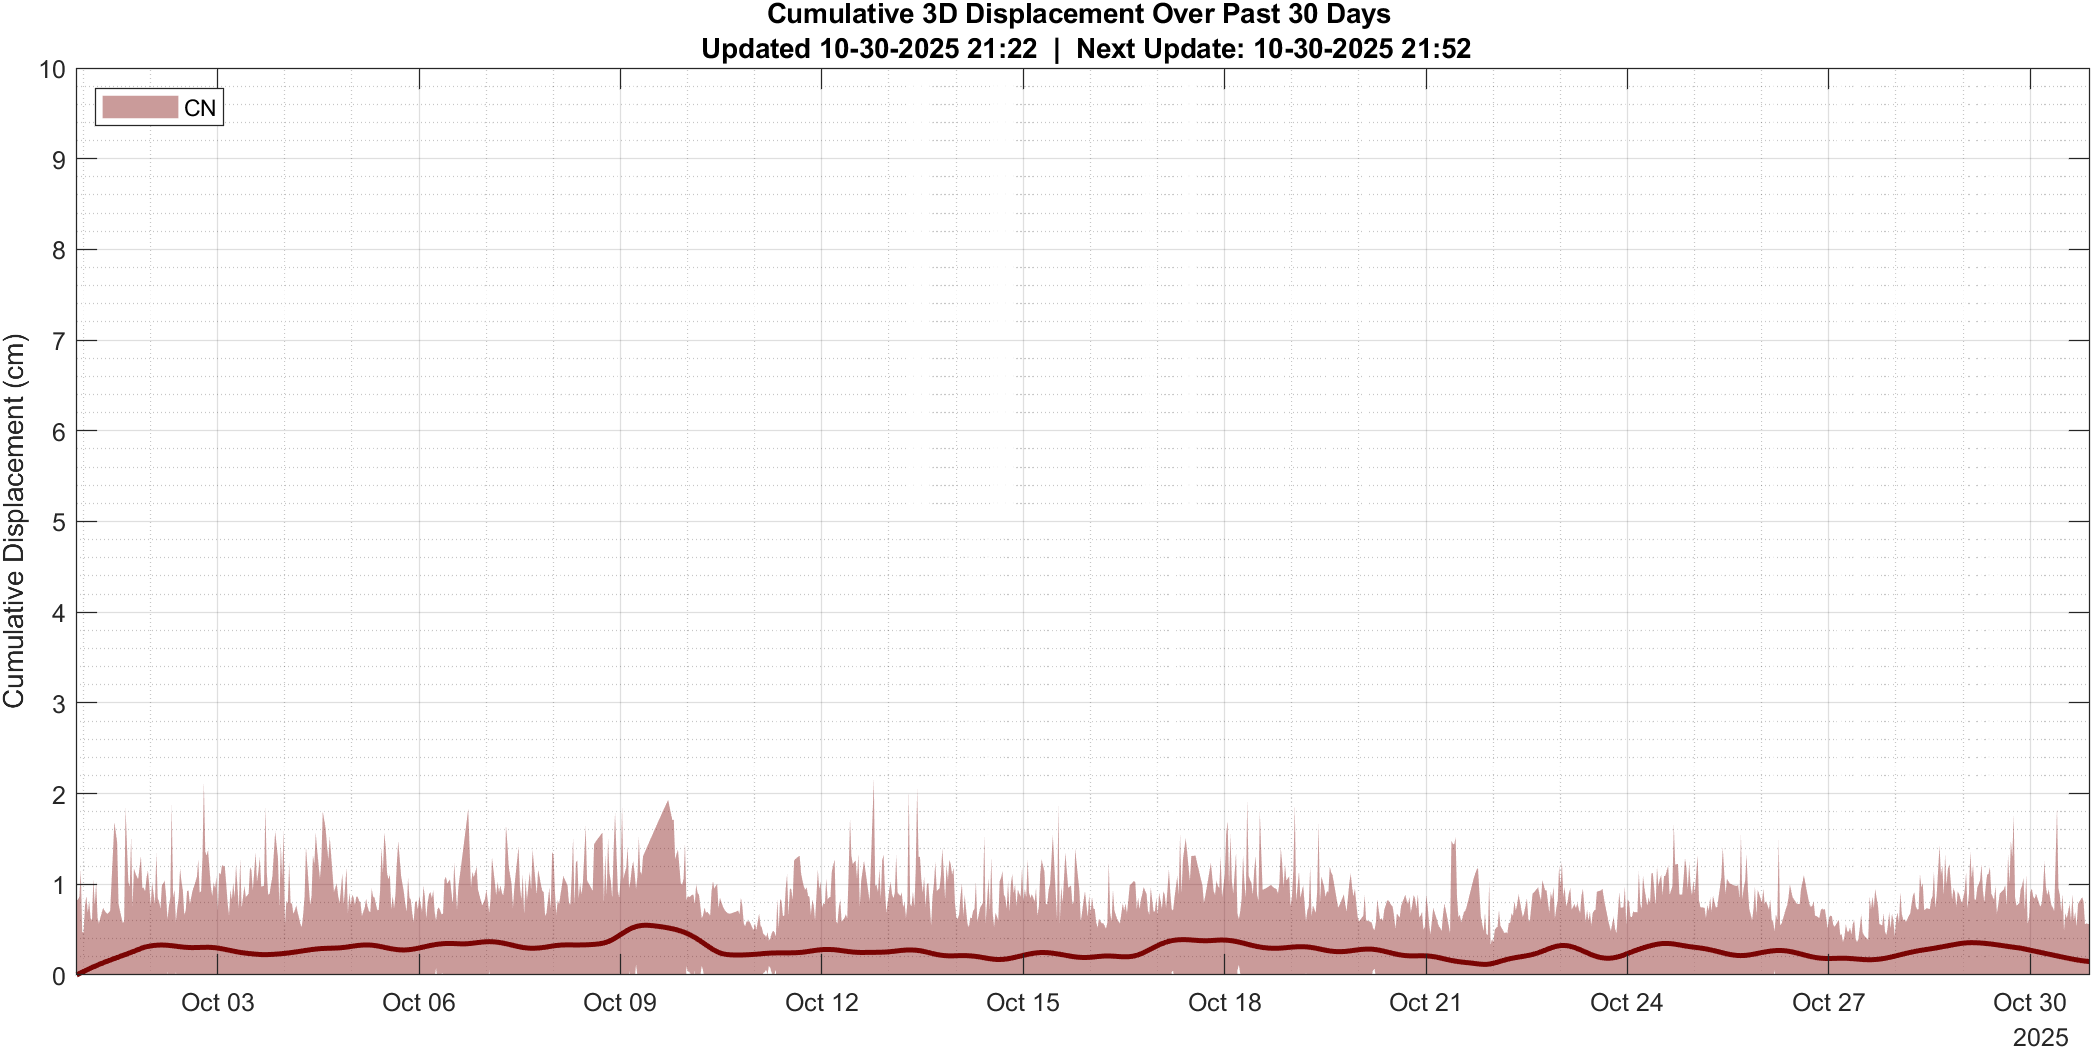 Cumulative 3D Displacement Over Past 30 Days
Updated 10-30-2025 21:22 | Next Update: 10-30-2025 21:52
CN
Cumulative Displacement (cm)
10
9
8
7
6
5
4
3
2
1
0
Oct 03 Oct 06 Oct 09 Oct 12 Oct 15 Oct 18 Oct 21 Oct 24 Oct 27 Oct 30
2025